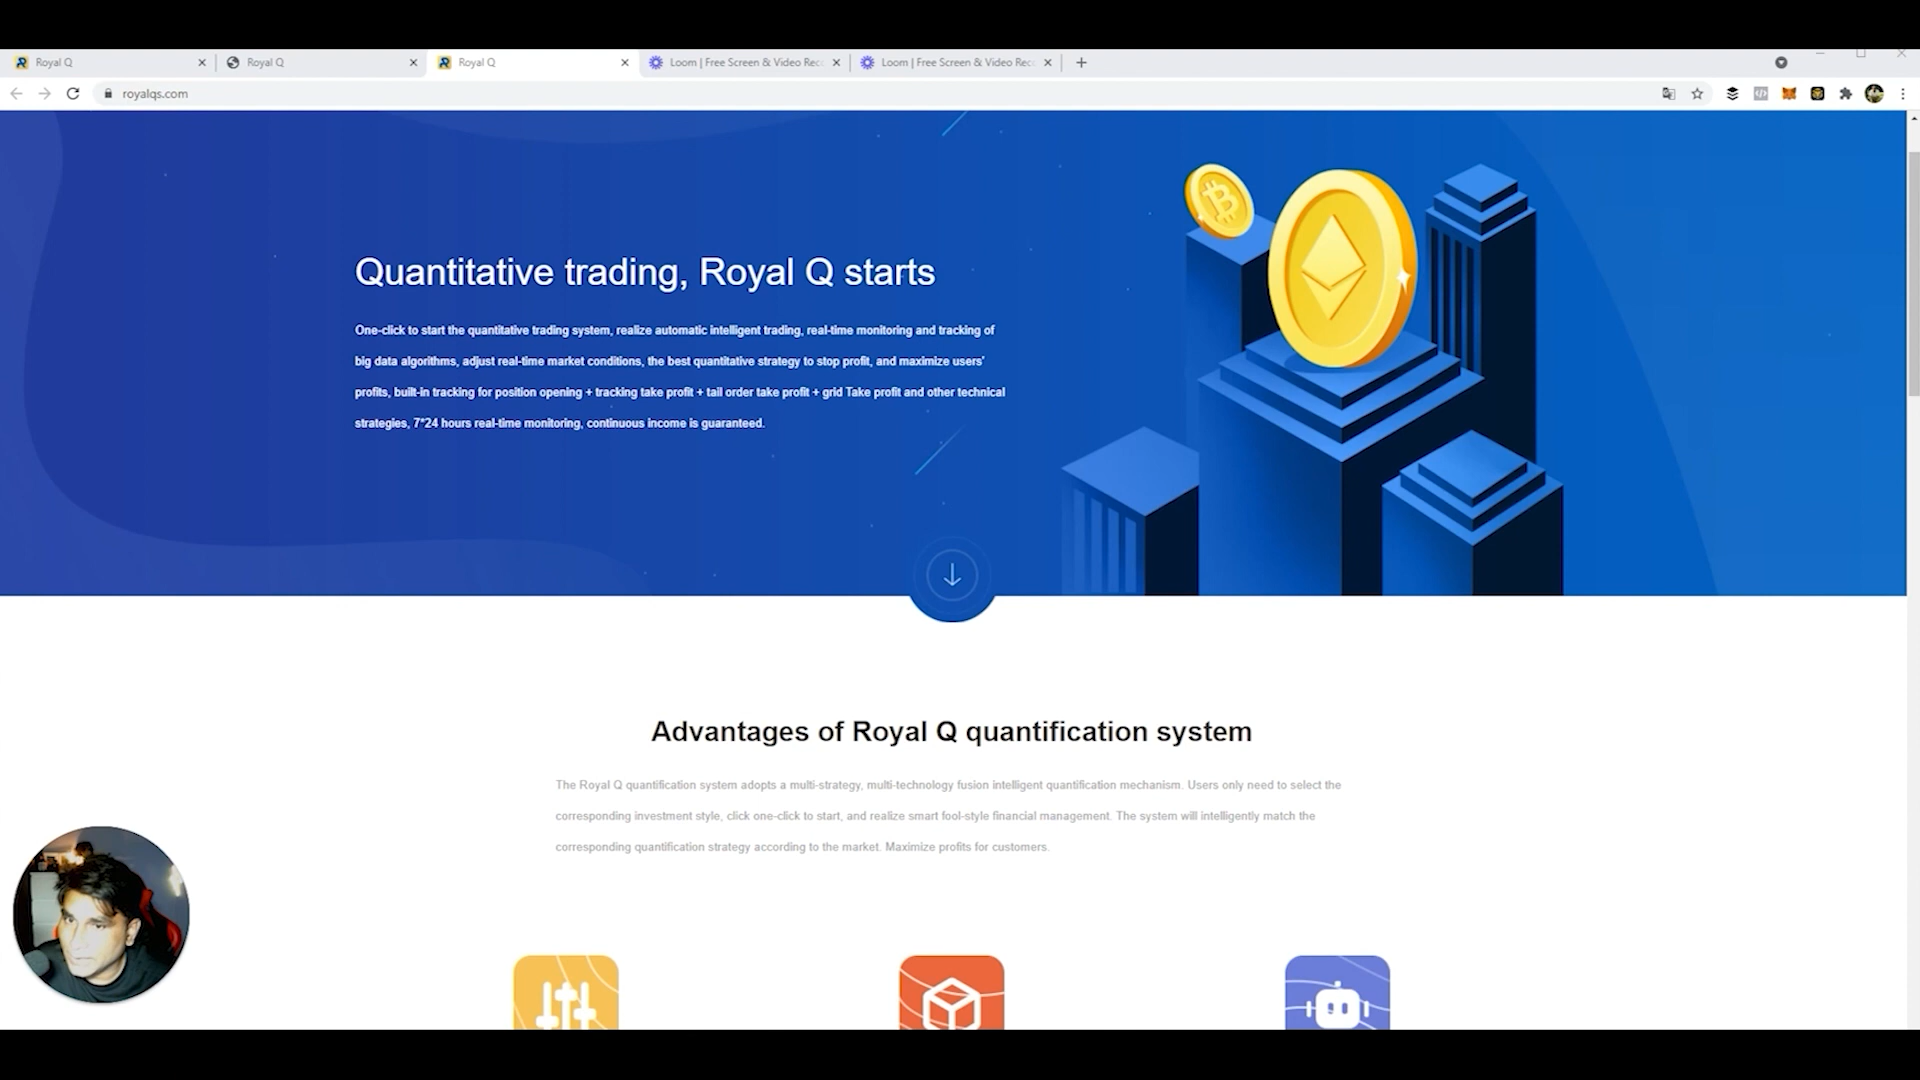 Royal Q
Royal Q
Royal Q
Loom | Free Screen & Video Rec
Loom | Free Screen & Video Rec
royalqs.com
Quantitative trading, Royal Q starts
One-click to start the quantitative trading system, realize automatic intelligent trading, real-time monitoring and tracking of
big data algorithms, adjust real-time market conditions, the best quantitative strategy to stop profit, and maximize users'
profits, built-in tracking for position opening + tracking take profit + tail order take profit + grid Take profit and other technical
strategies, 7*24 hours real-time monitoring, continuous income is guaranteed.
Advantages of Royal Q quantification system
The Royal Q quantification system adopts a multi-strategy, multi-technology fusion intelligent quantification mechanism. Users only need to select the
corresponding investment style, click one-click to start, and realize smart fool-style financial management. The system will intelligently match the
corresponding quantification strategy according to the market. Maximize profits for customers.